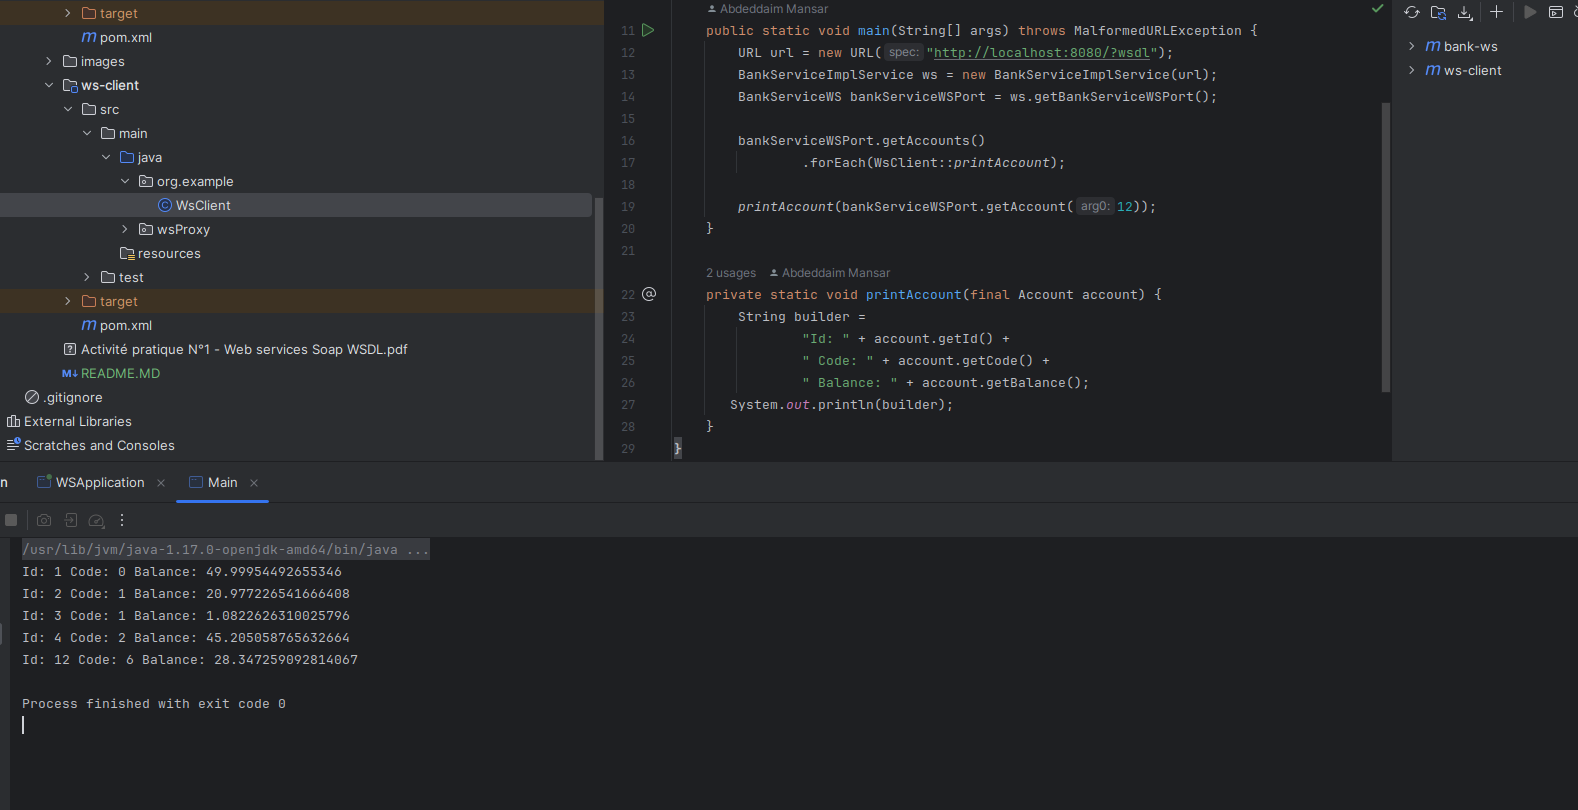 target
pom.xml
images
ws-client
src
main
java
org.example
WsClient
wsProxy
resources
test
target
pom.xml
Activité pratique N°1 - Web services Soap WSDL.pdf
README.MD
.gitignore
External Libraries
Scratches and Consoles
Abdeddaim Mansar
11 public static void main(String[] args) throws MalformedURLException {
12 URL url = new URL( spec: "http://localhost:8080/?wsdl");
13 BankServiceImplService ws = new BankServiceImplService(url);
14 BankServiceWS bankServiceWSPort = ws.getBankServiceWSPort();
15
16 bankServiceWSPort.getAccounts()
17 .forEach(WsClient::printAccount);
18
19 printAccount(bankServiceWSPort.getAccount( arg0: 12));
20 }
21
2 usages Abdeddaim Mansar
22 private static void printAccount(final Account account) {
23 String builder =
24 "Id: " + account.getId() +
25 " Code: " + account.getCode() +
26 " Balance: " + account.getBalance();
27 System.out.println(builder);
28 }
29 }
bank-ws
ws-client
n WSApplication Main
/usr/lib/jvm/java-1.17.0-openjdk-amd64/bin/java ...
Id: 1 Code: 0 Balance: 49.99954492655346
Id: 2 Code: 1 Balance: 20.977226541666408
Id: 3 Code: 1 Balance: 1.0822626310025796
Id: 4 Code: 2 Balance: 45.205058765632664
Id: 12 Code: 6 Balance: 28.347259092814067
Process finished with exit code 0